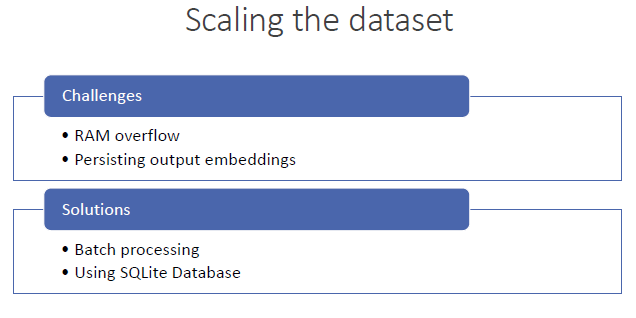 Scaling the dataset
Challenges
• RAM overflow
• Persisting output embeddings
Solutions
• Batch processing
• Using SQLite Database